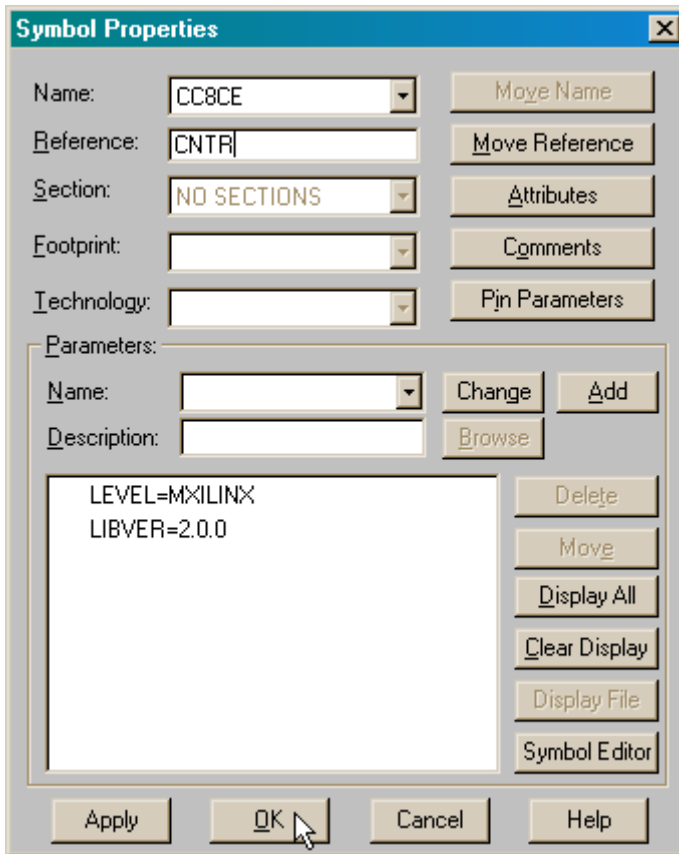 Symbol Properties
Name: CC8CE Move Name
Reference: CNTR Move Reference
Section: NO SECTIONS Attributes
Footprint: Comments
Technology: Pin Parameters
Parameters:
Name: Change Add
Description: Browse
LEVEL=MXILINX Delete
LIBVER=2.0.0
Move
Display All
Clear Display
Display File
Symbol Editor
Apply OK Cancel Help